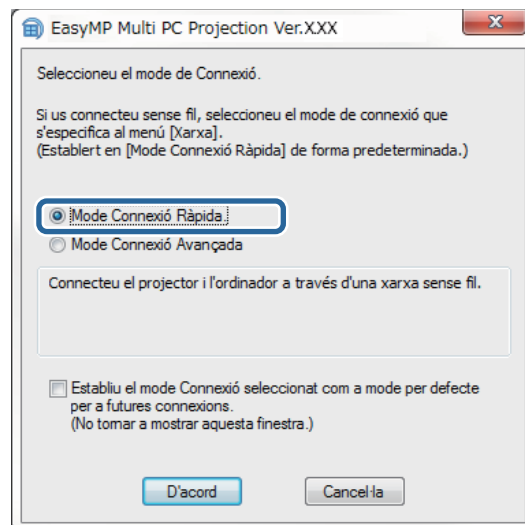 EasyMP Multi PC Projection Ver.X.XX
Seleccioneu el mode de Connexió.
Si us connecteu sense fil, seleccioneu el mode de connexió que
s'especifica al menú [Xarxa].
(Establert en [Mode Connexió Ràpida] de forma predeterminada.)
Mode Connexió Ràpida.
Mode Connexió Avançada
Connecteu el projector i l'ordinador a través d'una xarxa sense fil.
Establiu el mode Connexió seleccionat com a mode per defecte
per a futures connexions.
(No tornar a mostrar aquesta finestra.)
D'acord
Cancel·la